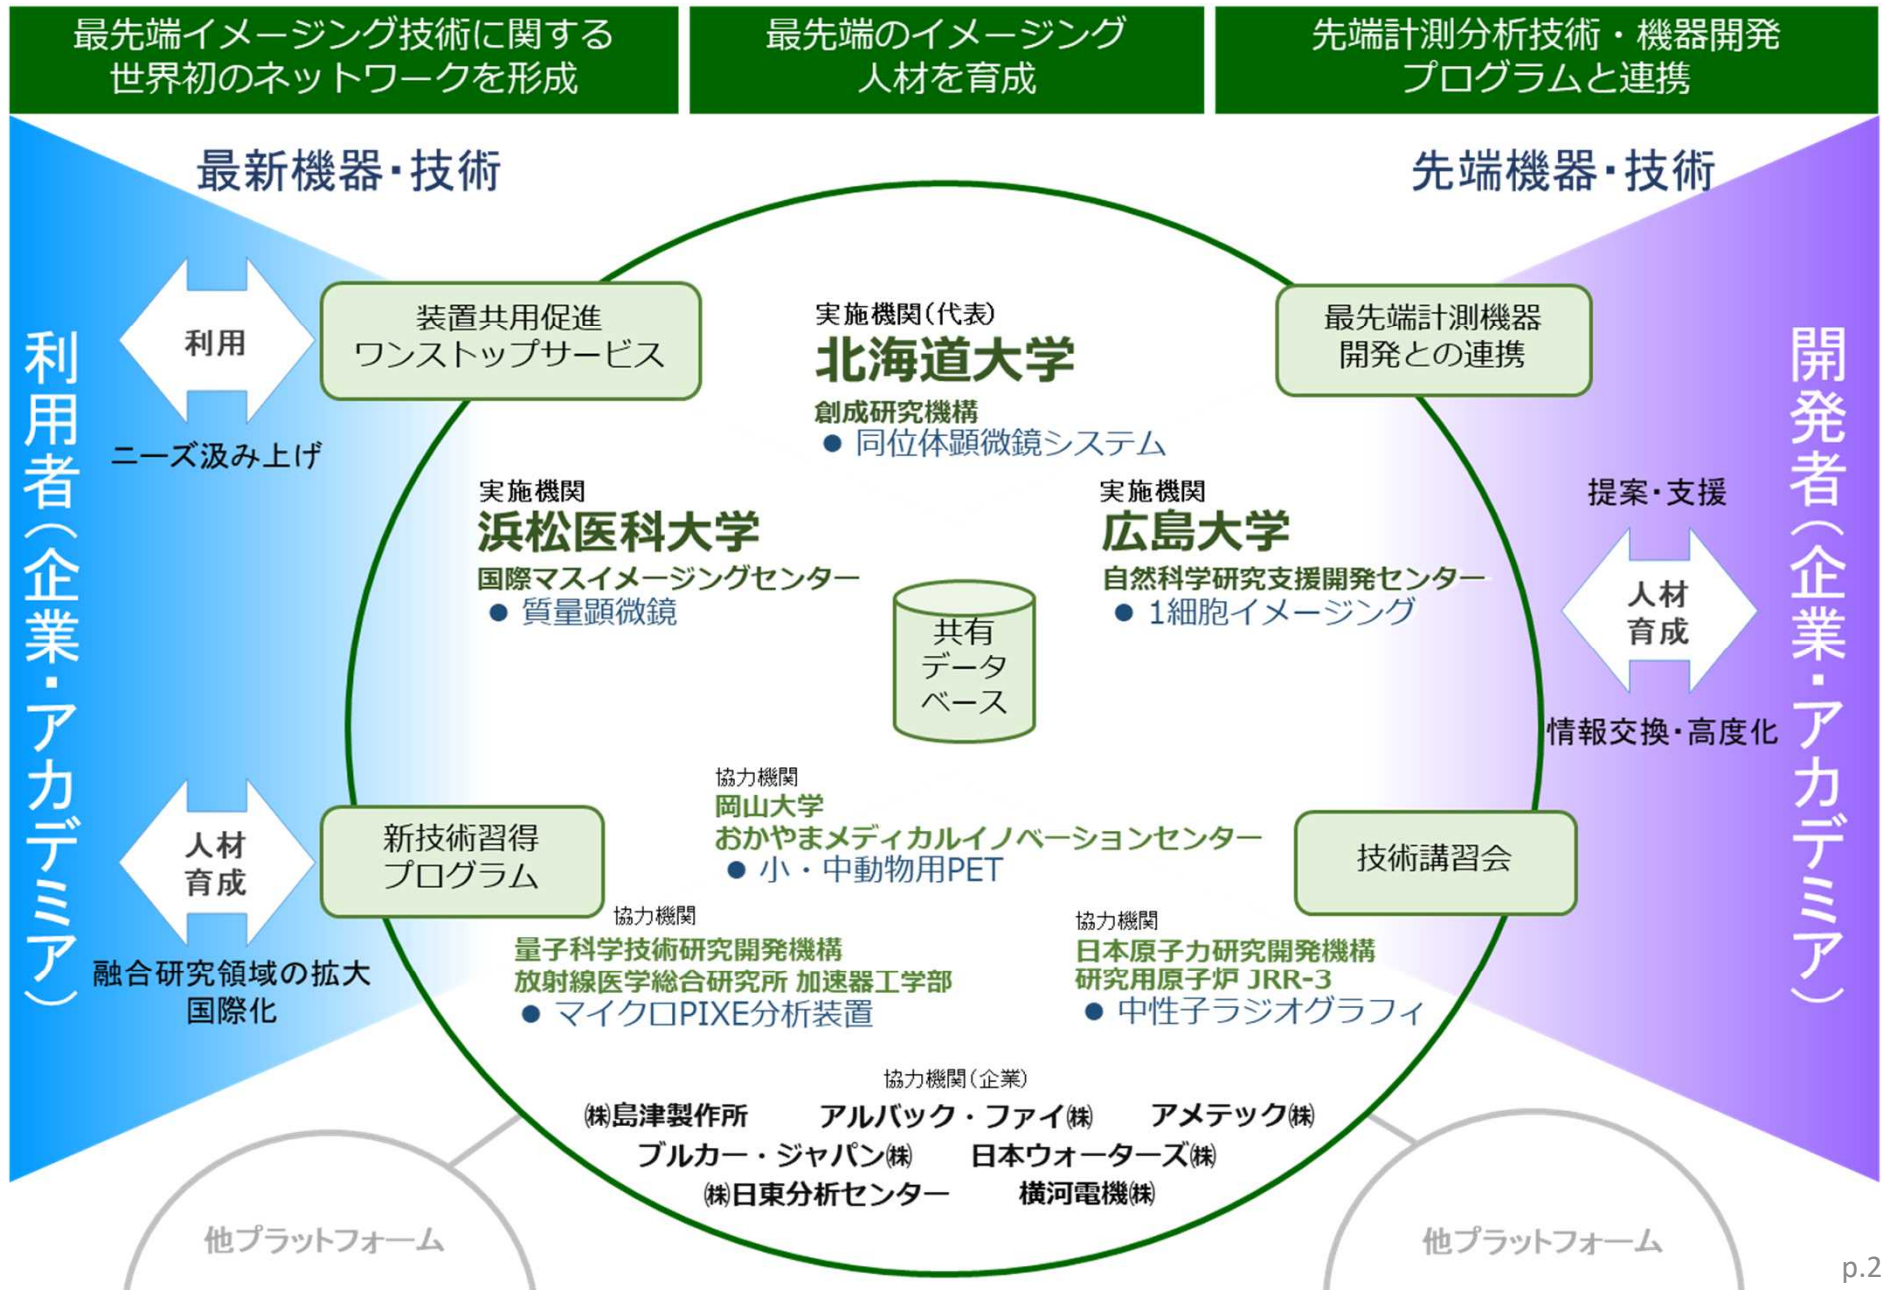 最先端イメージング技術に関する
世界初のネットワークを形成
最先端のイメージング
人材を育成
先端計測分析技術・機器開発
プログラムと連携
最新機器・技術
先端機器・技術
利用者（企業・アカデミア）
開発者（企業・アカデミア）
利用
ニーズ汲み上げ
装置共用促進
ワンストップサービス
実施機関（代表）
北海道大学
創成研究機構
● 同位体顕微鏡システム
最先端計測機器
開発との連携
実施機関
浜松医科大学
国際マスイメージングセンター
● 質量顕微鏡
実施機関
広島大学
自然科学研究支援開発センター
● 1細胞イメージング
提案・支援
人材
育成
情報交換・高度化
共有
データ
ベース
人材
育成
融合研究領域の拡大
国際化
新技術習得
プログラム
協力機関
岡山大学
おかやまメディカルイノベーションセンター
● 小・中動物用PET
技術講習会
協力機関
量子科学技術研究開発機構
放射線医学総合研究所 加速器工学部
● マイクロPIXE分析装置
協力機関
日本原子力研究開発機構
研究用原子炉 JRR-3
● 中性子ラジオグラフィ
協力機関（企業）
㈱島津製作所 アルバック・ファイ㈱ アメテック㈱
ブルカー・ジャパン㈱ 日本ウォーターズ㈱
㈱日東分析センター 横河電機㈱
他プラットフォーム
他プラットフォーム
p.2